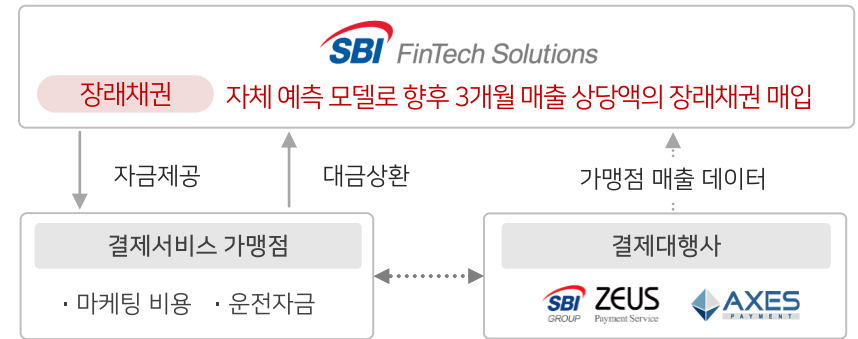 SBI FinTech Solutions
장래채권 자체 예측 모델로 향후 3개월 매출 상당액의 장래채권 매입
자금제공 대금상환 가맹점 매출 데이터
결제서비스 가맹점
· 마케팅 비용 · 운전자금
결제대행사
SBI GROUP
ZEUS Payment Service
AXES PAYMENT